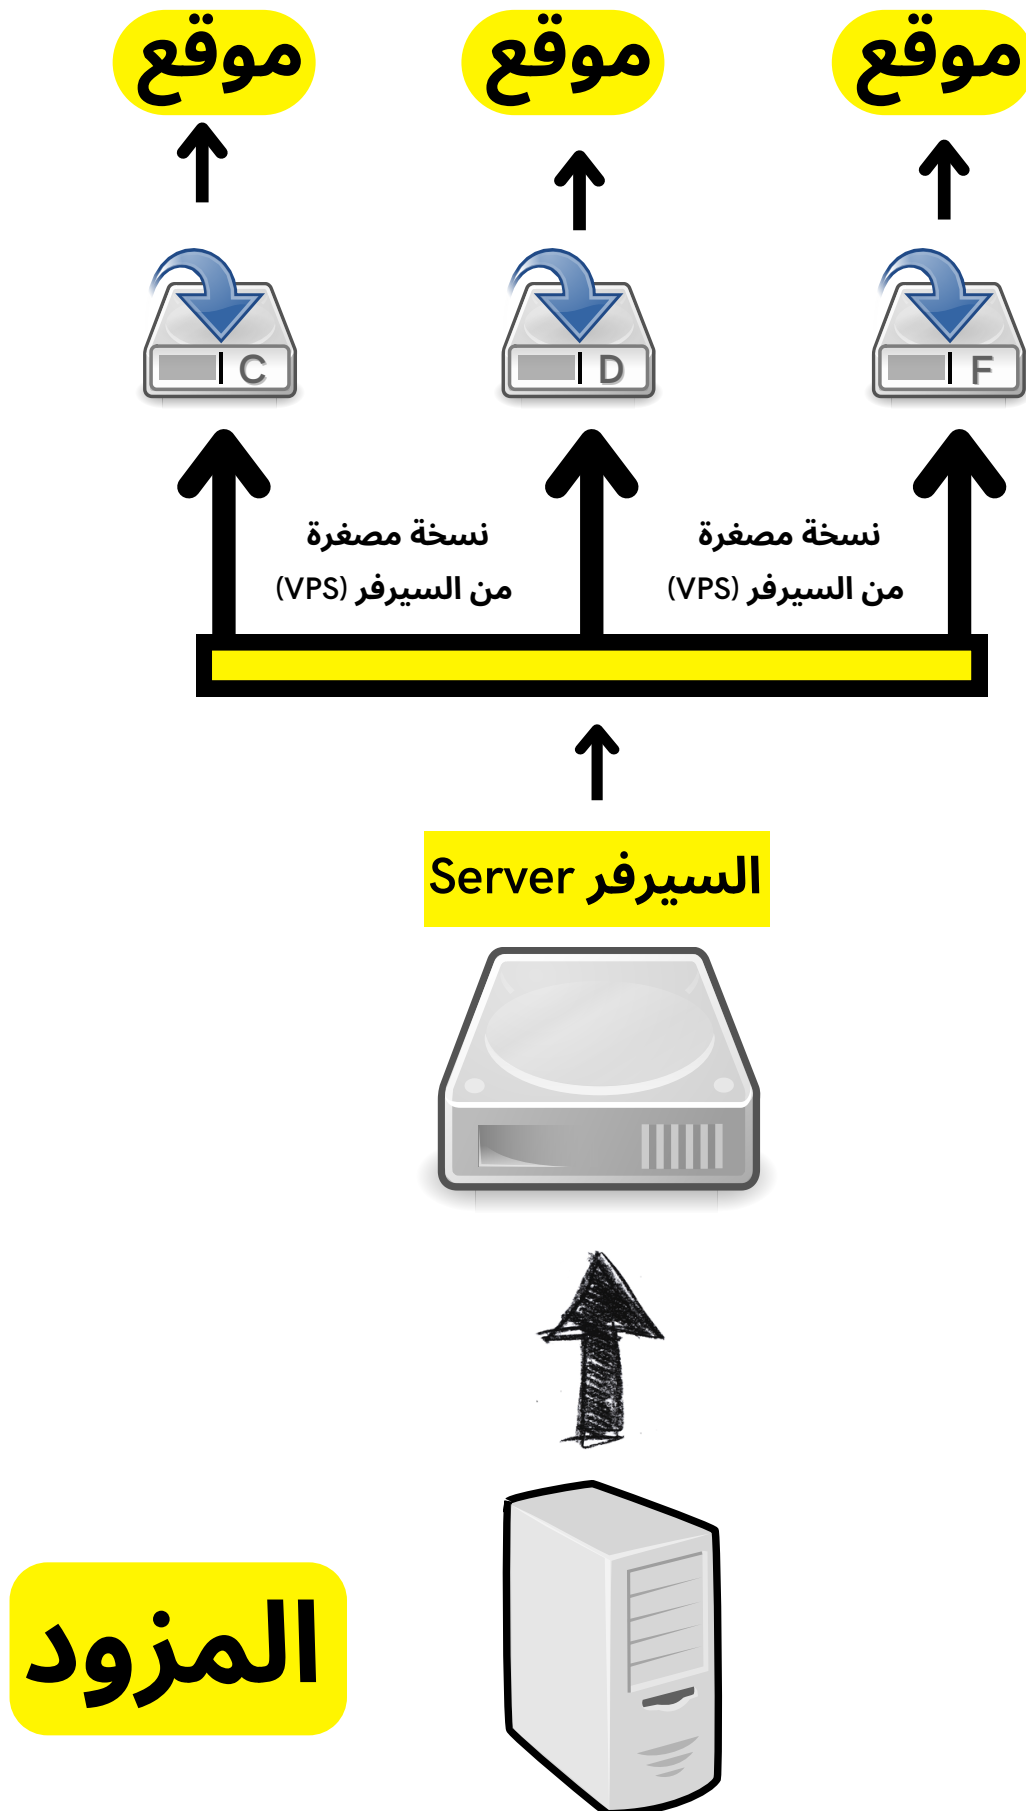 موقع
موقع
موقع
C
D
F
نسخة مصغرة
من السيرفر (VPS)
نسخة مصغرة
من السيرفر (VPS)
السيرفر Server
المزود